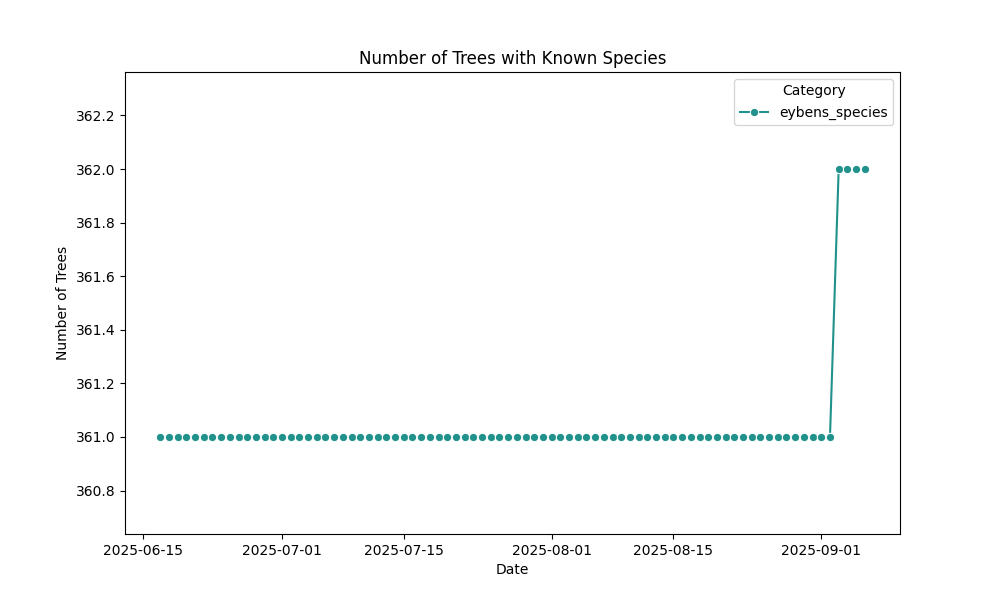 Number of Trees with Known Species
Category
eybens_species
362.2
362.0
361.8
361.6
361.4
361.2
361.0
360.8
Number of Trees
2025-06-15
2025-07-01
2025-07-15
2025-08-01
2025-08-15
2025-09-01
Date